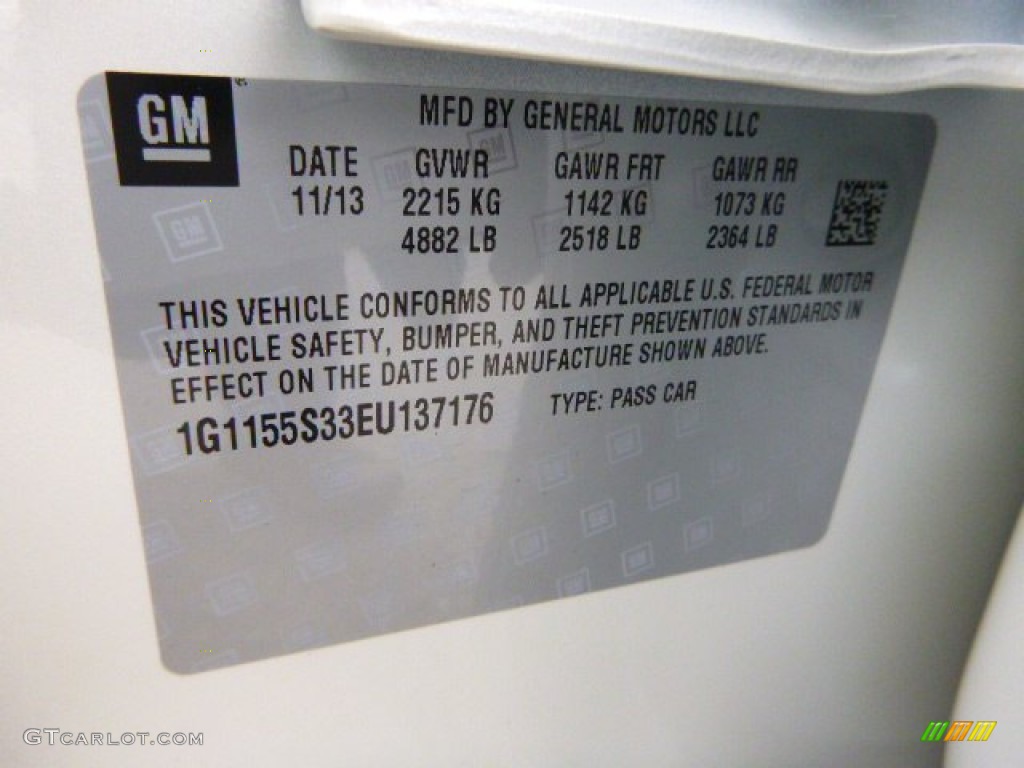 GM
MFD BY GENERAL MOTORS LLC
DATE GVWR GAWR FRT GAWR RR
11/13 2215 KG 1142 KG 1073 KG
4882 LB 2518 LB 2364 LB
THIS VEHICLE CONFORMS TO ALL APPLICABLE U.S. FEDERAL MOTOR
VEHICLE SAFETY, BUMPER, AND THEFT PREVENTION STANDARDS IN
EFFECT ON THE DATE OF MANUFACTURE SHOWN ABOVE.
1G1155S33EU137176 TYPE: PASS CAR
GTCARLOT.COM